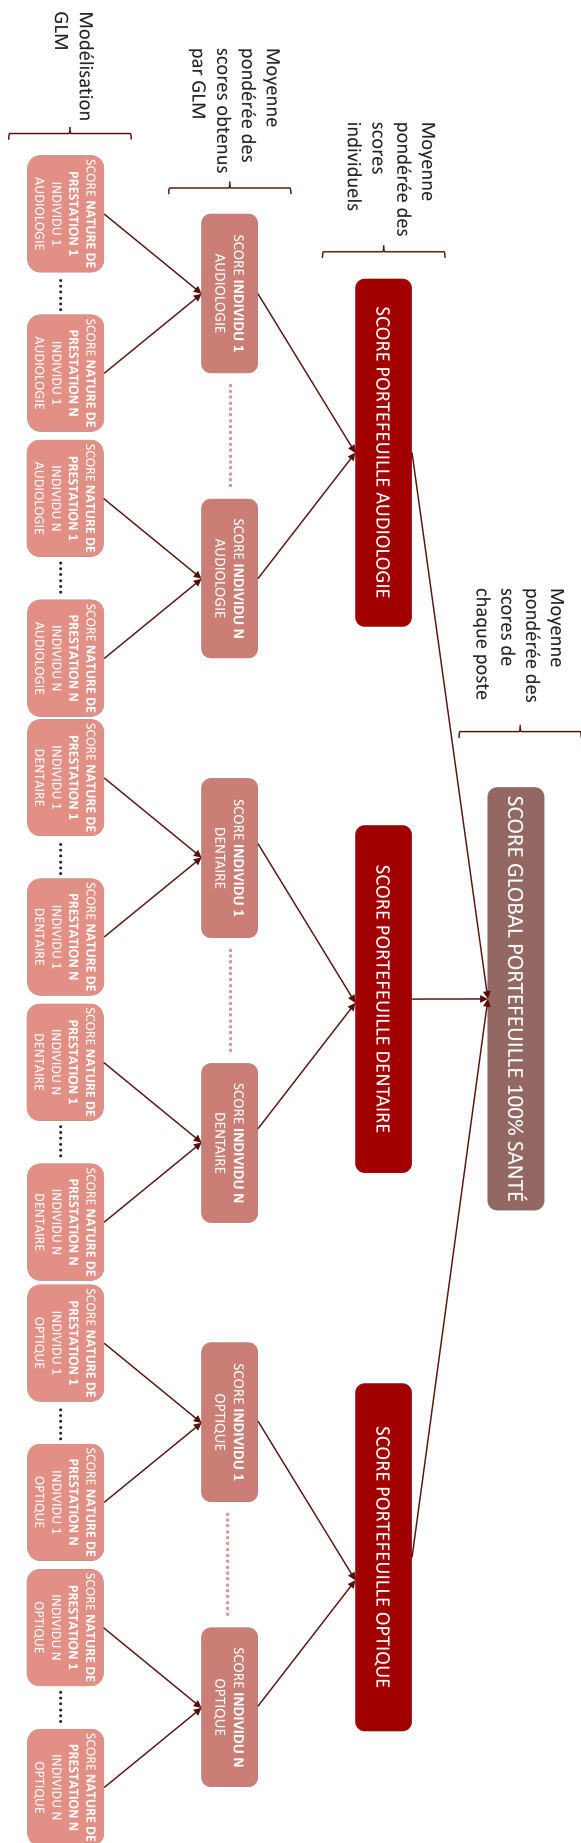 Moyenne
pondérée des
scores de
chaque poste
SCORE GLOBAL PORTEFEUILLE 100% SANTÉ
Moyenne
pondérée des
scores
individuels
SCORE PORTEFEUILLE AUDIOLOGIE
SCORE PORTEFEUILLE DENTAIRE
SCORE PORTEFEUILLE OPTIQUE
Moyenne
pondérée des
scores obtenus
par GLM
SCORE INDIVIDU 1
AUDIOLOGIE
SCORE INDIVIDU N
AUDIOLOGIE
SCORE INDIVIDU 1
DENTAIRE
SCORE INDIVIDU N
DENTAIRE
SCORE INDIVIDU 1
OPTIQUE
SCORE INDIVIDU N
OPTIQUE
Modélisation
GLM
SCORE NATURE DE
PRESTATION 1
INDIVIDU 1
AUDIOLOGIE
SCORE NATURE DE
PRESTATION N
INDIVIDU 1
AUDIOLOGIE
SCORE NATURE DE
PRESTATION 1
INDIVIDU N
AUDIOLOGIE
SCORE NATURE DE
PRESTATION N
INDIVIDU N
AUDIOLOGIE
SCORE NATURE DE
PRESTATION 1
INDIVIDU 1
DENTAIRE
SCORE NATURE DE
PRESTATION N
INDIVIDU 1
DENTAIRE
SCORE NATURE DE
PRESTATION 1
INDIVIDU N
DENTAIRE
SCORE NATURE DE
PRESTATION N
INDIVIDU N
DENTAIRE
SCORE NATURE DE
PRESTATION 1
INDIVIDU 1
OPTIQUE
SCORE NATURE DE
PRESTATION N
INDIVIDU 1
OPTIQUE
SCORE NATURE DE
PRESTATION 1
INDIVIDU N
OPTIQUE
SCORE NATURE DE
PRESTATION N
INDIVIDU N
OPTIQUE